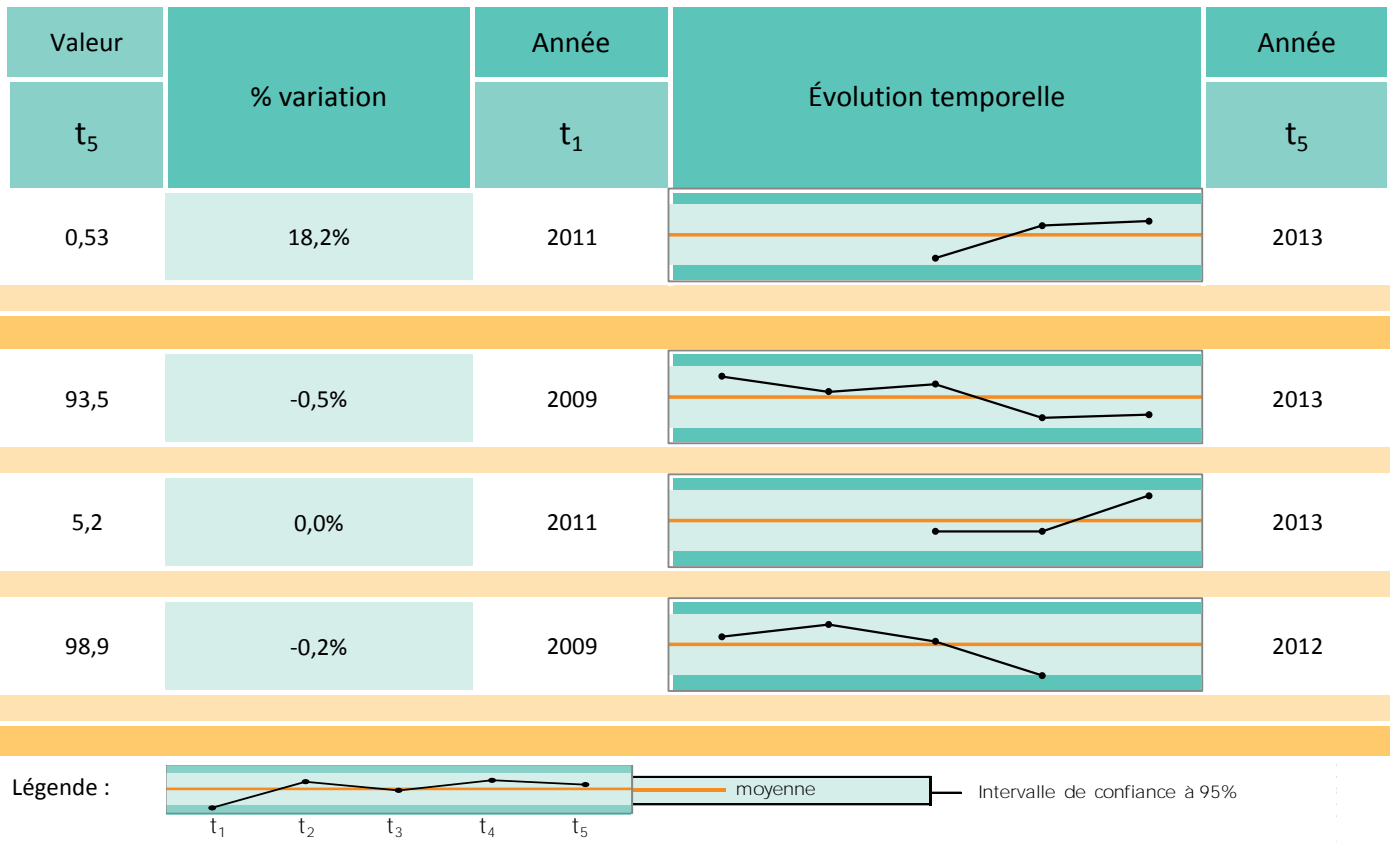 Valeur
Année
Année
% variation
Évolution temporelle
t₅
t₁
t₅
0,53 18,2% 2011 2013
93,5 -0,5% 2009 2013
5,2 0,0% 2011 2013
98,9 -0,2% 2009 2012
Légende : moyenne Intervalle de confiance à 95%
t₁ t₂ t₃ t₄ t₅